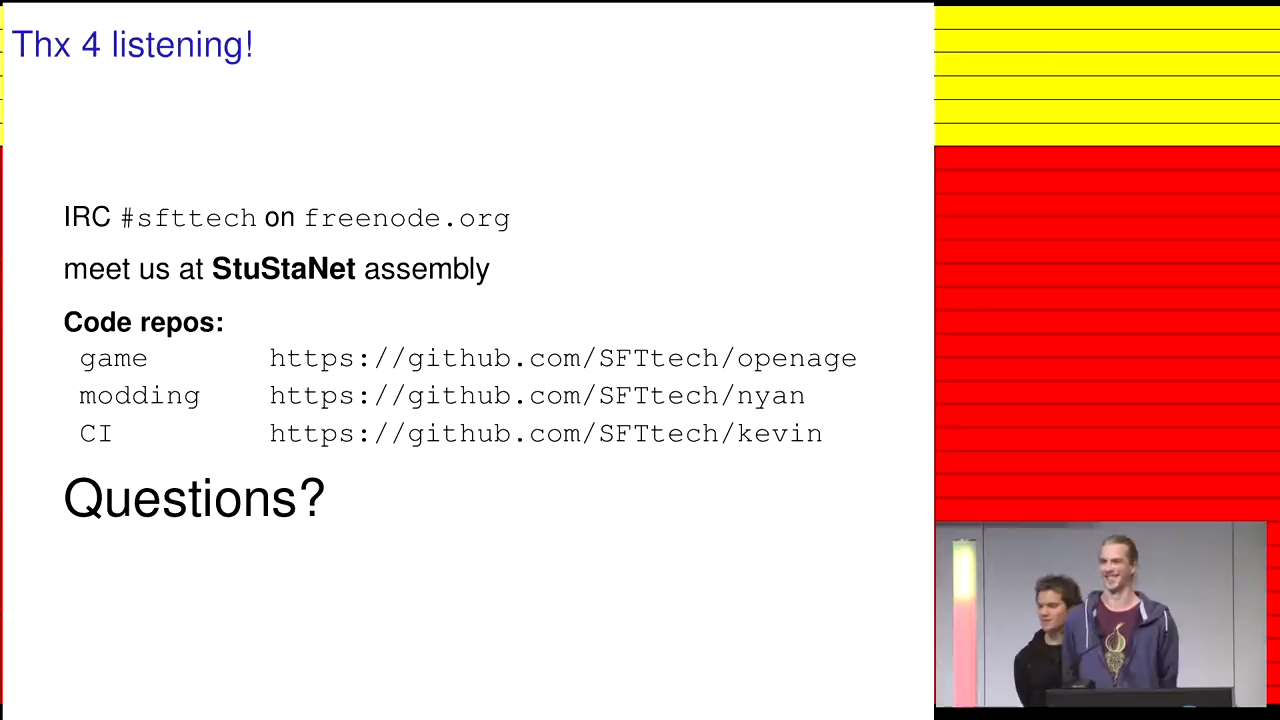 Thx 4 listening!
IRC #sfttech on freenode.org
meet us at StuStaNet assembly
Code repos:
game https://github.com/SFTtech/openage
modding https://github.com/SFTtech/nyan
CI https://github.com/SFTtech/kevin
Questions?